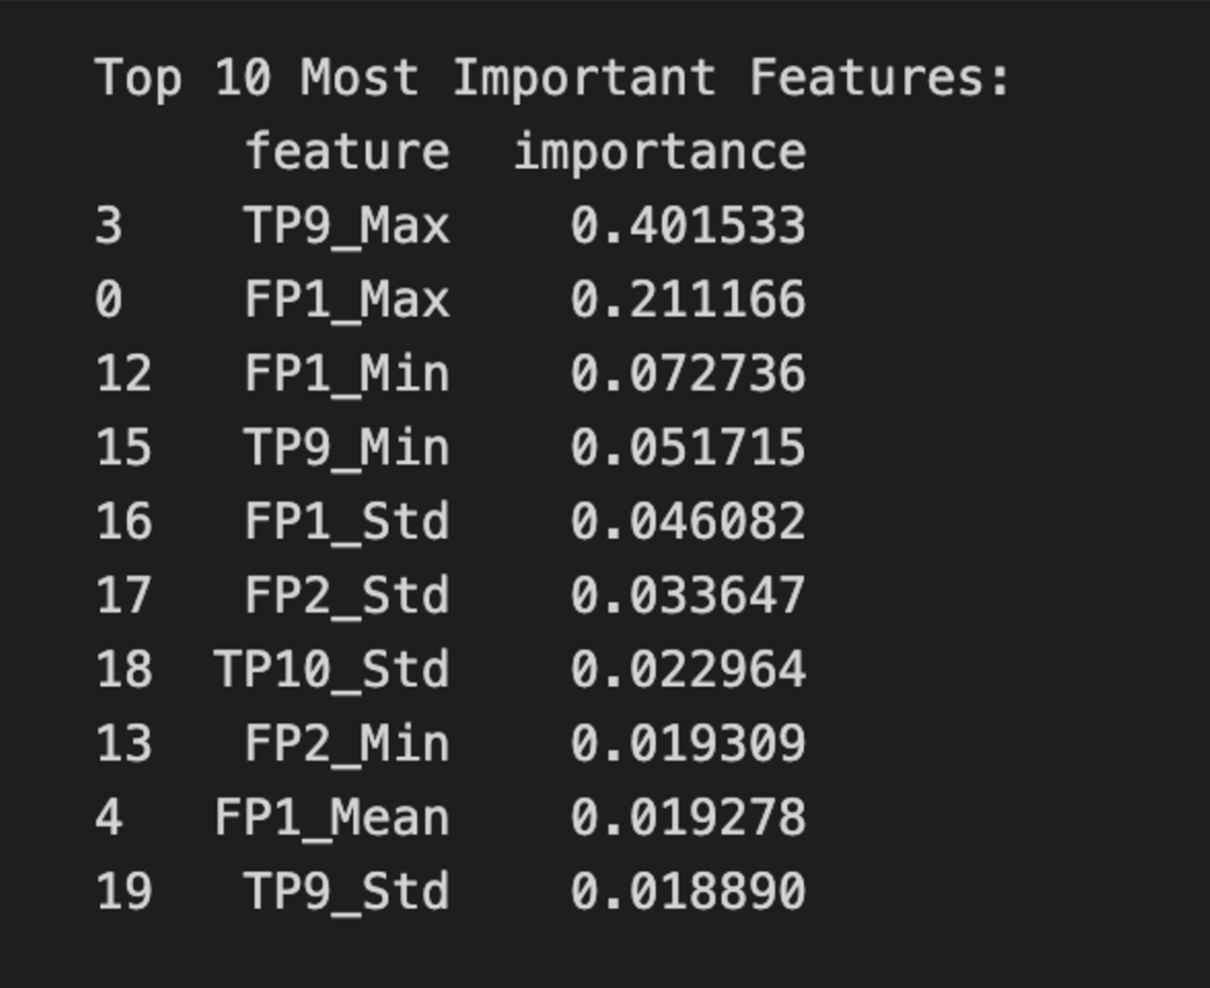 Top 10 Most Important Features:
feature importance
3 TP9_Max 0.401533
0 FP1_Max 0.211166
12 FP1_Min 0.072736
15 TP9_Min 0.051715
16 FP1_Std 0.046082
17 FP2_Std 0.033647
18 TP10_Std 0.022964
13 FP2_Min 0.019309
4 FP1_Mean 0.019278
19 TP9_Std 0.018890